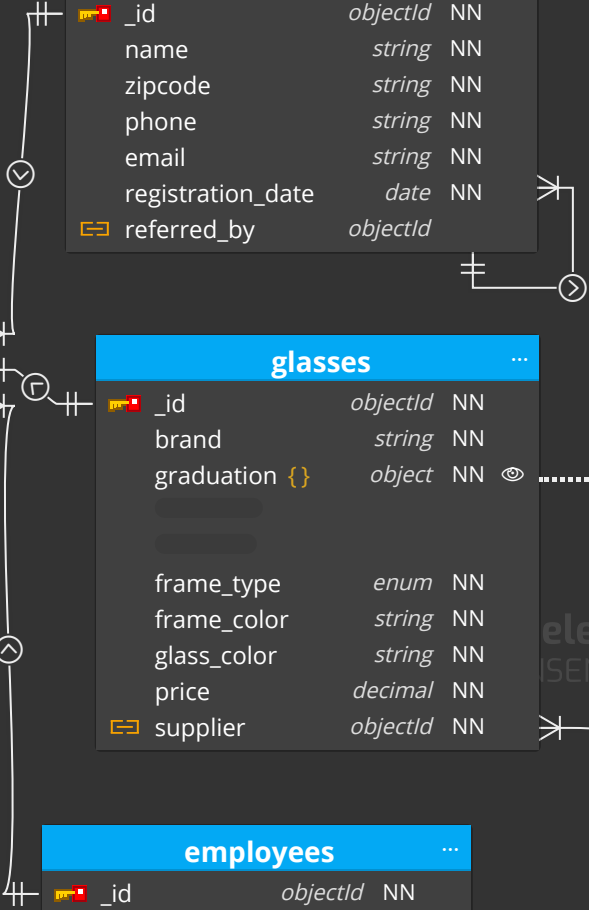 _id objectId NN
name string NN
zipcode string NN
phone string NN
email string NN
registration_date date NN
referred_by objectId
glasses ...
_id objectId NN
brand string NN
graduation {} object NN
frame_type enum NN
frame_color string NN
glass_color string NN
price decimal NN
supplier objectId NN
employees ...
_id objectId NN